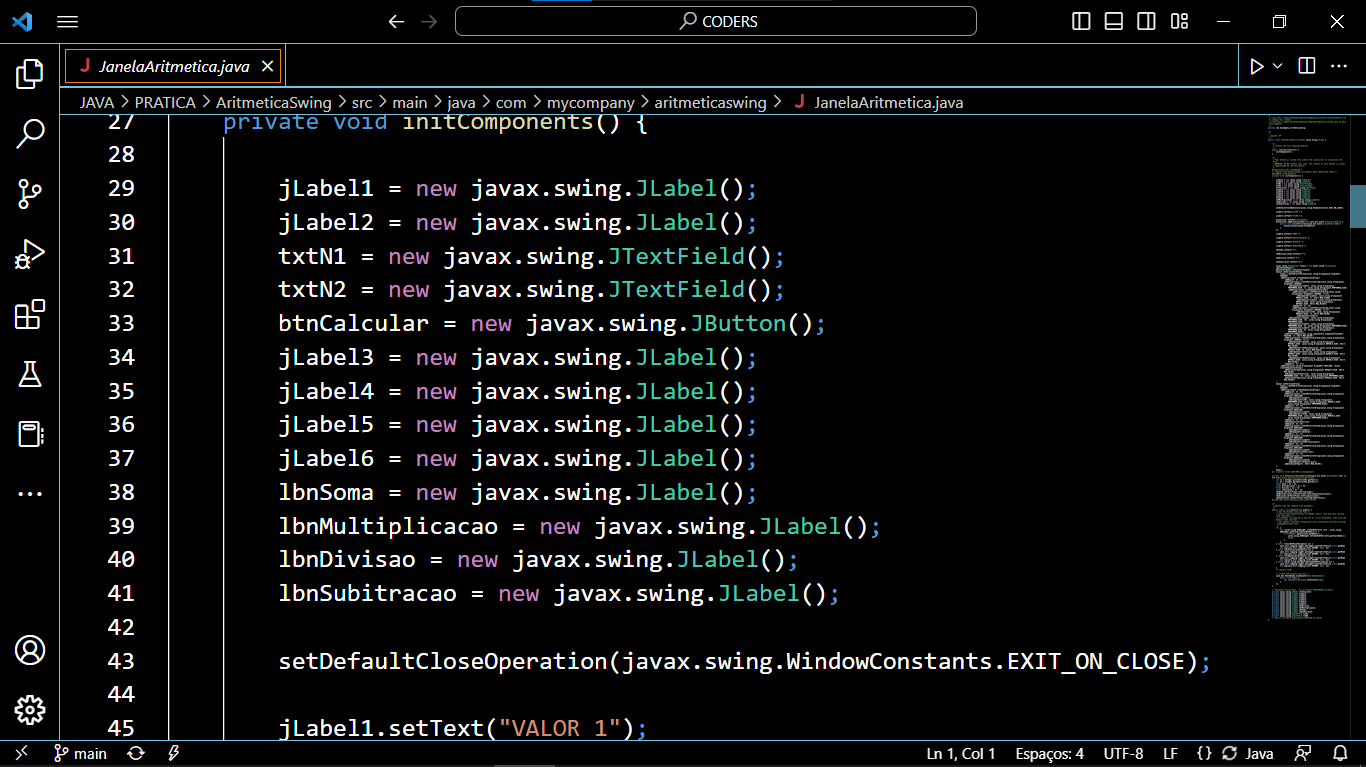 CODERS
J JanelaAritmetica.java
JAVA > PRATICA > AritmeticaSwing > src > main > java > com > mycompany > aritmeticaswing > J JanelaAritmetica.java
27 private void initComponents() {
28
29 jLabel1 = new javax.swing.JLabel();
30 jLabel2 = new javax.swing.JLabel();
31 txtN1 = new javax.swing.JTextField();
32 txtN2 = new javax.swing.JTextField();
33 btnCalcular = new javax.swing.JButton();
34 jLabel3 = new javax.swing.JLabel();
35 jLabel4 = new javax.swing.JLabel();
36 jLabel5 = new javax.swing.JLabel();
37 jLabel6 = new javax.swing.JLabel();
38 lbnSoma = new javax.swing.JLabel();
39 lbnMultiplicacao = new javax.swing.JLabel();
40 lbnDivisao = new javax.swing.JLabel();
41 lbnSubitracao = new javax.swing.JLabel();
42
43 setDefaultCloseOperation(javax.swing.WindowConstants.EXIT_ON_CLOSE);
44
45 jLabel1.setText("VALOR 1");
main Ln 1, Col 1 Espaços: 4 UTF-8 LF {} Java